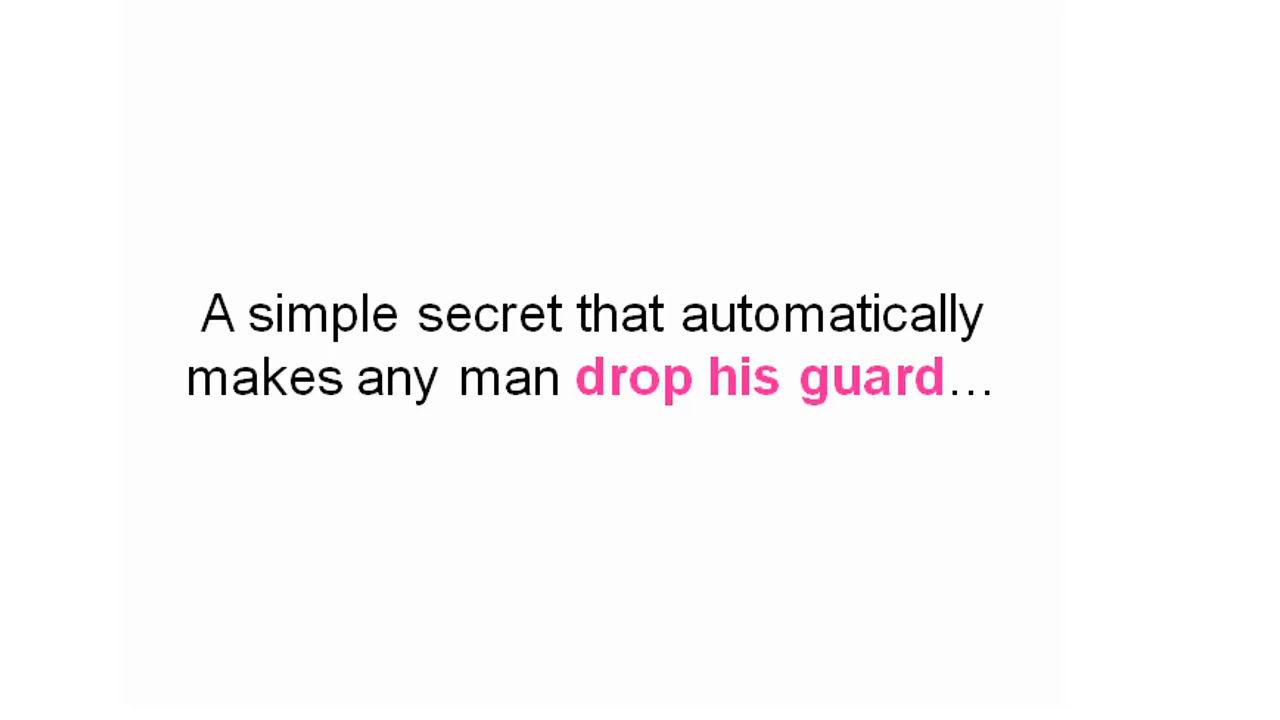 A simple secret that automatically
makes any man drop his guard…